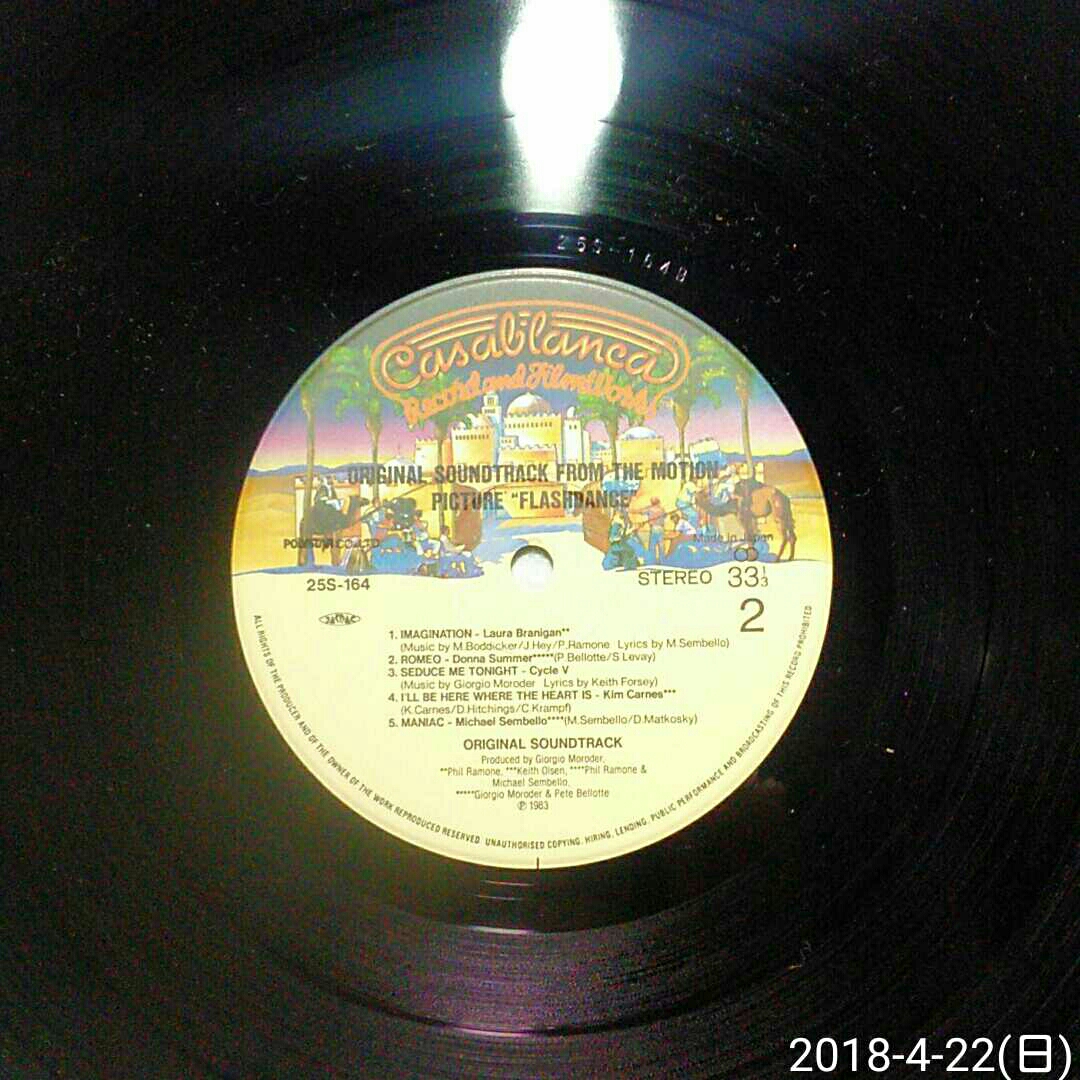 25S-164B
Casablanca
Record and FilmWorks
ORIGINAL SOUNDTRACK FROM THE MOTION
PICTURE "FLASHDANCE"
Made in Japan
25S-164
STEREO 33 1/3
2
JASRAC
1. IMAGINATION - Laura Branigan**
(Music by M.Boddicker/J.Hey/P.Ramone Lyrics by M.Sembello)
2. ROMEO - Donna Summer*****(P.Bellotte/S Levay)
3. SEDUCE ME TONIGHT - Cycle V
(Music by Giorgio Moroder Lyrics by Keith Forsey)
4. I'LL BE HERE WHERE THE HEART IS - Kim Carnes***
(K.Carnes/D.Hitchings/C.Krampf)
5. MANIAC - Michael Sembello****(M.Sembello/D.Matkosky)
ORIGINAL SOUNDTRACK
Produced by Giorgio Moroder,
**Phil Ramone, ***Keith Olsen, ****Phil Ramone &
Michael Sembello,
*****Giorgio Moroder & Pete Bellotte
℗ 1983
ALL RIGHTS OF THE PRODUCER AND OF THE OWNER OF THE WORK REPRODUCED RESERVED. UNAUTHORISED COPYING, HIRING, LENDING, PUBLIC PERFORMANCE AND BROADCASTING OF THIS RECORD PROHIBITED
2018-4-22(日)